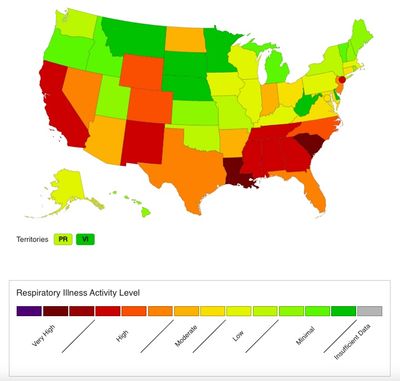 Territories PR VI
Respiratory Illness Activity Level
Very High High Moderate Low Minimal Insufficient Data